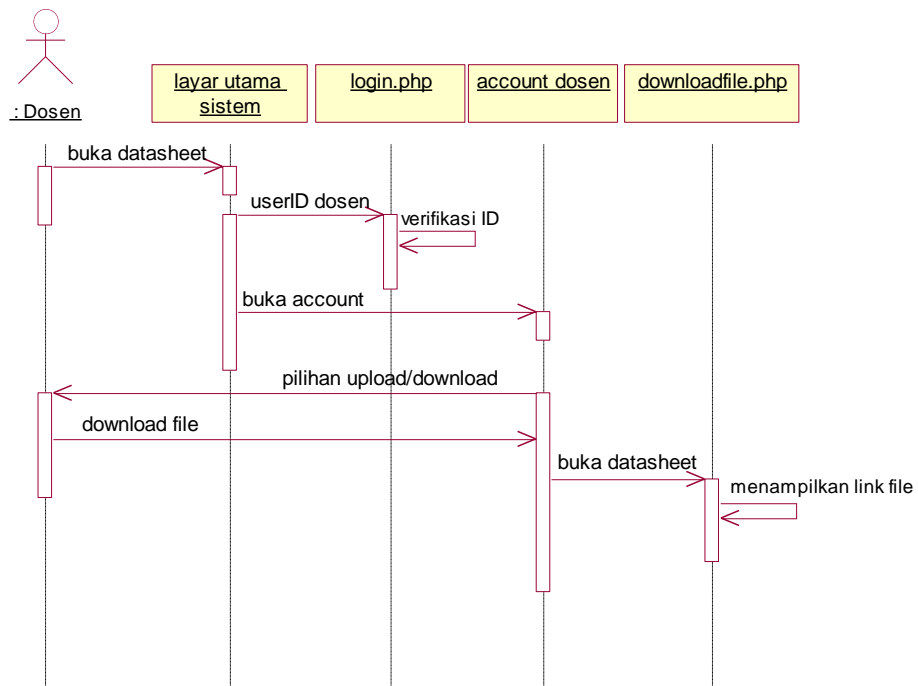 : Dosen
layar utama
sistem
login.php
account dosen
downloadfile.php
buka datasheet
userID dosen
verifikasi ID
buka account
pilihan upload/download
download file
buka datasheet
menampilkan link file